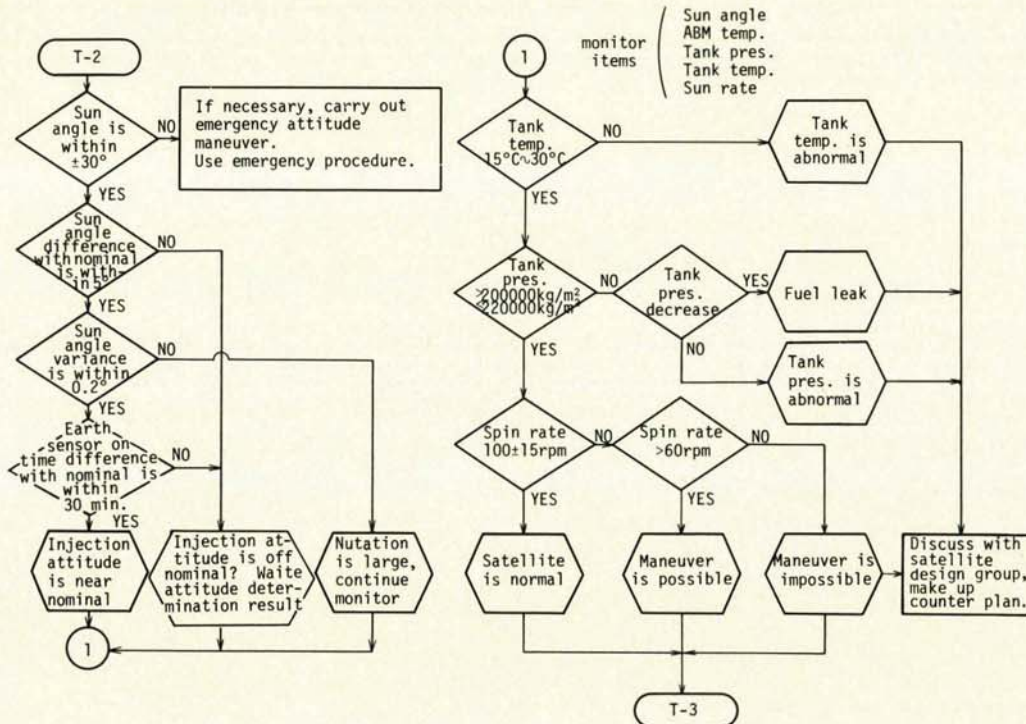 T-2
Sun
angle is
within
±30°
NO
If necessary, carry out
emergency attitude
maneuver.
Use emergency procedure.
YES
Sun
angle
difference
with nominal
is with-
in 5°
NO
YES
Sun
angle
variance
is within
0.2°
NO
YES
Earth
sensor on
time difference
with nominal is
within
30 min.
NO
YES
Injection
attitude
is near
nominal
Injection at-
titude is off
nominal? Waite
attitude deter-
mination result
Nutation
is large,
continue
monitor
1
1
monitor
items
Sun angle
ABM temp.
Tank pres.
Tank temp.
Sun rate
Tank
temp.
15°C~30°C
NO
Tank
temp. is
abnormal
YES
Tank
pres.
>200000kg/m²
<220000kg/m²
NO
Tank
pres.
decrease
YES
Fuel leak
YES
NO
Tank
pres. is
abnormal
Spin rate
100±15rpm
NO
Spin rate
>60rpm
NO
YES
YES
Satellite
is normal
Maneuver
is possible
Maneuver is
impossible
Discuss with
satellite
design group,
make up
counter plan.
T-3